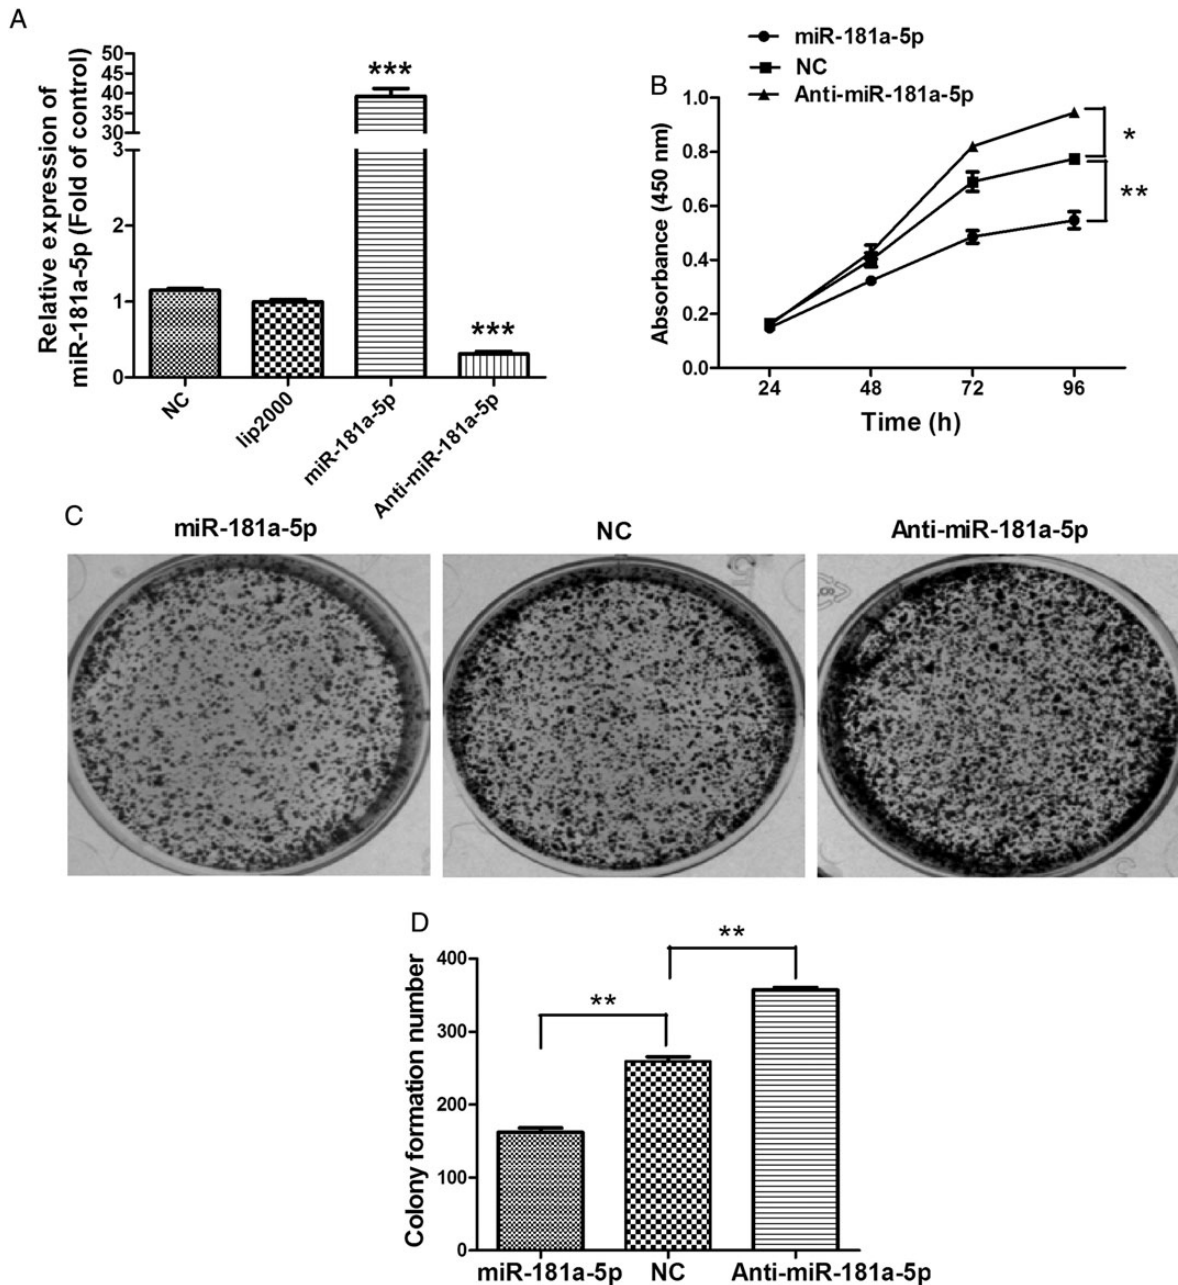 A
Relative expression of
miR-181a-5p (Fold of control)
50
45
40
35
30
3
2
1
0
***
***
NC
lip2000
miR-181a-5p
Anti-miR-181a-5p
B
miR-181a-5p
NC
Anti-miR-181a-5p
Absorbance (450 nm)
1.0
0.8
0.6
0.4
0.2
0.0
*
**
24 48 72 96
Time (h)
C
miR-181a-5p NC Anti-miR-181a-5p
D
Colony formation number
400
300
200
100
0
**
**
miR-181a-5p NC Anti-miR-181a-5p